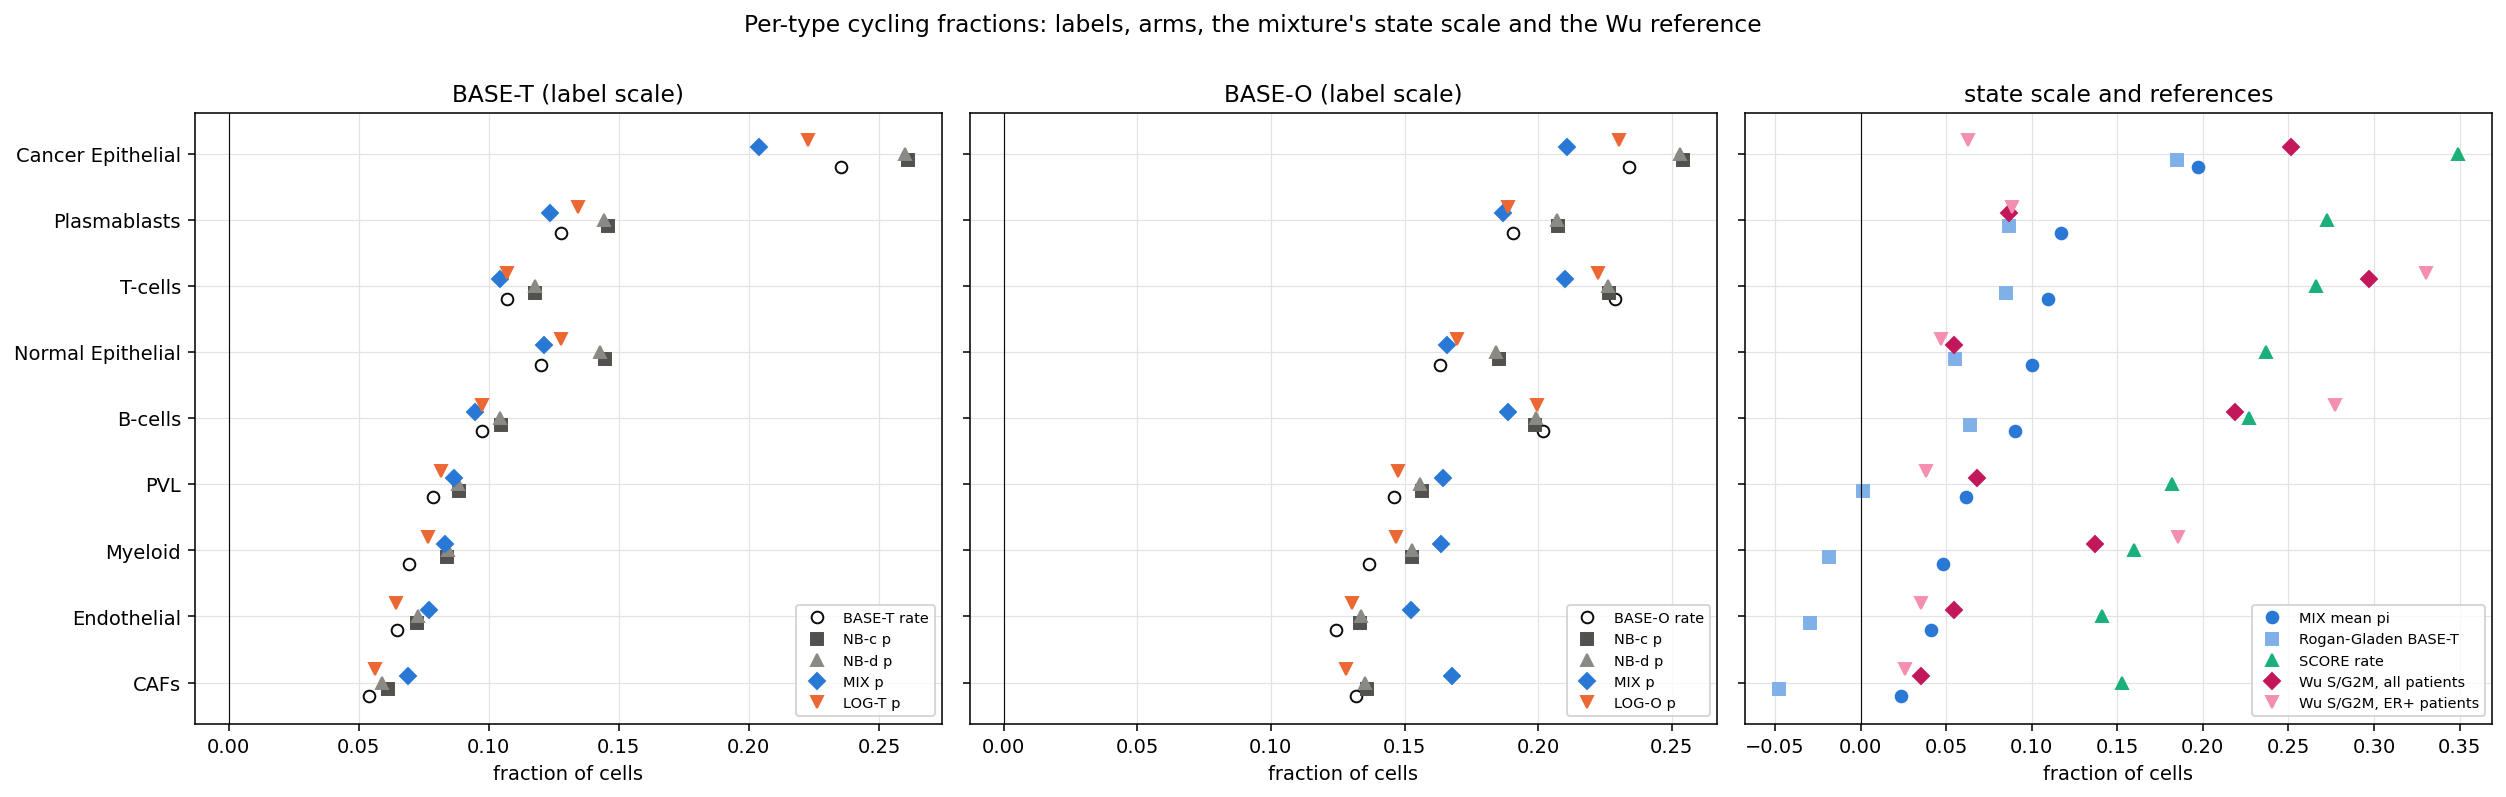 Per-type cycling fractions: labels, arms, the mixture's state scale and the Wu reference
BASE-T (label scale)
Cancer Epithelial
Plasmablasts
T-cells
Normal Epithelial
B-cells
PVL
Myeloid
Endothelial
CAFs
BASE-T rate
NB-c p
NB-d p
MIX p
LOG-T p
0.00 0.05 0.10 0.15 0.20 0.25
fraction of cells
BASE-O (label scale)
BASE-O rate
NB-c p
NB-d p
MIX p
LOG-O p
0.00 0.05 0.10 0.15 0.20 0.25
fraction of cells
state scale and references
MIX mean pi
Rogan-Gladen BASE-T
SCORE rate
Wu S/G2M, all patients
Wu S/G2M, ER+ patients
−0.05 0.00 0.05 0.10 0.15 0.20 0.25 0.30 0.35
fraction of cells